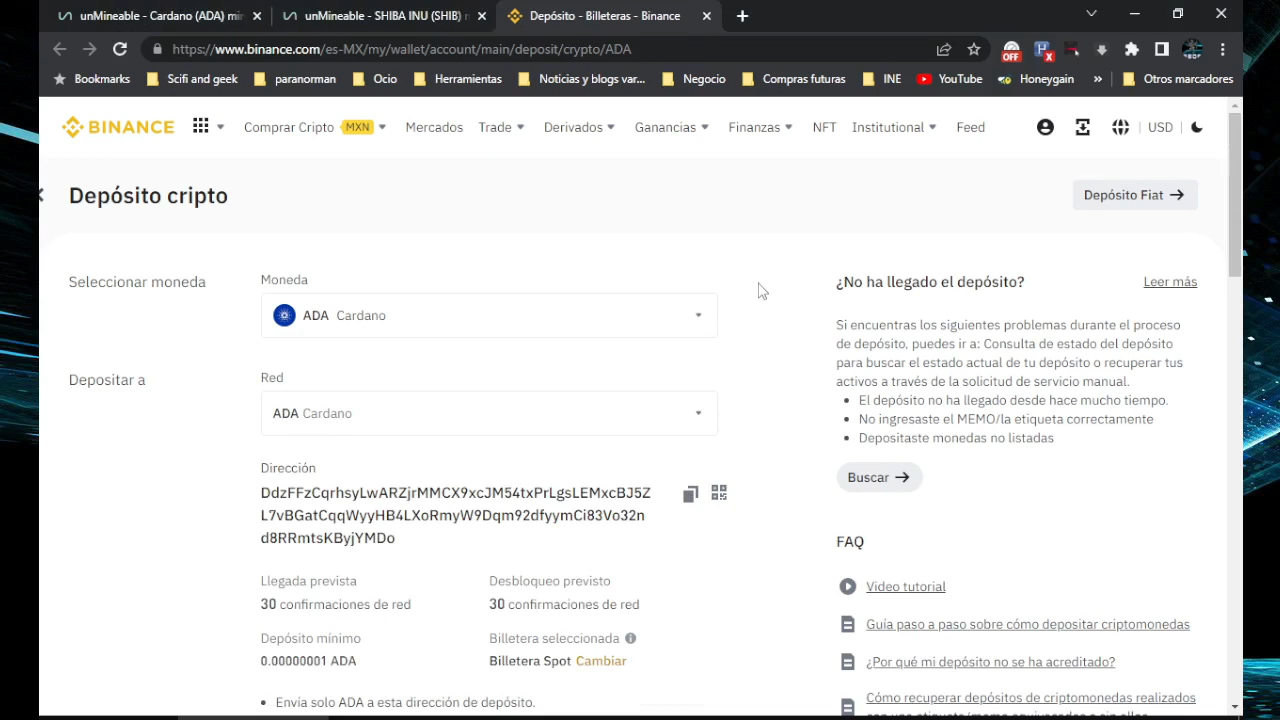 unMineable - Cardano (ADA) mi
unMineable - SHIBA INU (SHIB)
Depósito - Billeteras - Binance
https://www.binance.com/es-MX/my/wallet/account/main/deposit/crypto/ADA
OFF
x
Bookmarks
Scifi and geek
paranorman
Ocio
Herramientas
Noticias y blogs var...
Negocio
Compras futuras
INE
YouTube
Honeygain
»
Otros marcadores
BINANCE
Comprar Cripto MXN
Mercados
Trade
Derivados
Ganancias
Finanzas
NFT
Institutional
Feed
USD
Depósito cripto
Depósito Fiat →
Seleccionar moneda
Moneda
ADA Cardano
Depositar a
Red
ADA Cardano
Dirección
DdzFFzCqrhsyLwARZjrMMCX9xcJM54txPrLgsLEMxcBJ5Z
L7vBGatCqqWyyHB4LXoRmyW9Dqm92dfyymCi83Vo32n
d8RRmtsKByjYMDo
Llegada prevista
30 confirmaciones de red
Desbloqueo previsto
30 confirmaciones de red
Depósito mínimo
0.00000001 ADA
Billetera seleccionada
Billetera Spot Cambiar
• Envía solo ADA a esta dirección de depósito.
¿No ha llegado el depósito?
Leer más
Si encuentras los siguientes problemas durante el proceso
de depósito, puedes ir a: Consulta de estado del depósito
para buscar el estado actual de tu depósito o recuperar tus
activos a través de la solicitud de servicio manual.
• El depósito no ha llegado desde hace mucho tiempo.
• No ingresaste el MEMO/la etiqueta correctamente
• Depositaste monedas no listadas
Buscar →
FAQ
Video tutorial
Guía paso a paso sobre cómo depositar criptomonedas
¿Por qué mi depósito no se ha acreditado?
Cómo recuperar depósitos de criptomonedas realizados